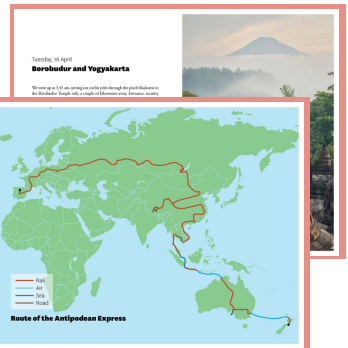 Tuesday, 16 April
Borobudur and Yogyakarta
We were up at 3.45 am, setting out on bicycles through the pitch blackness to
the Borobudur Temple only a couple of kilometres away. Entrance, security
Rail
Air
Sea
Road
Route of the Antipodean Express